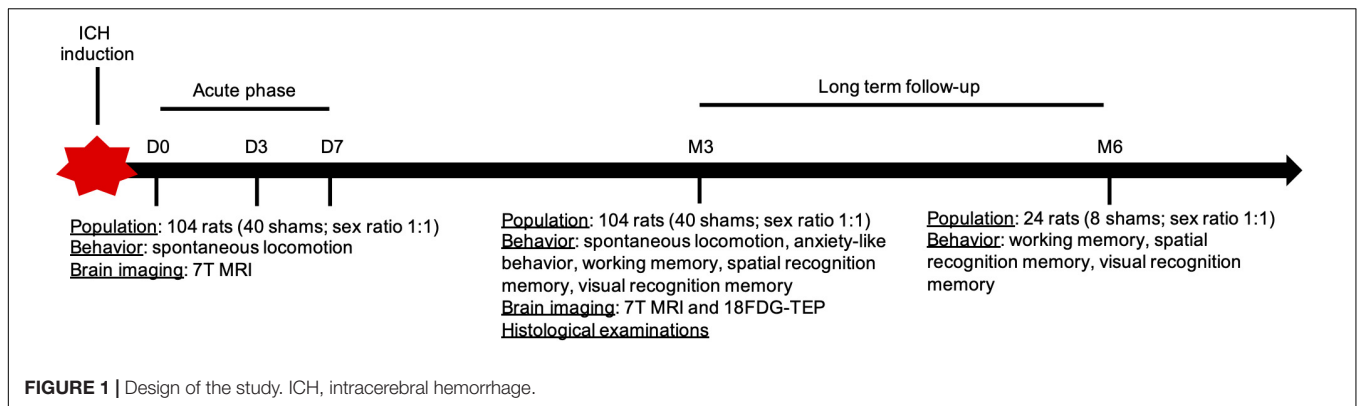 ICH
induction
Acute phase
Long term follow-up
D0
D3
D7
M3
M6
Population: 104 rats (40 shams; sex ratio 1:1)
Behavior: spontaneous locomotion
Brain imaging: 7T MRI
Population: 104 rats (40 shams; sex ratio 1:1)
Behavior: spontaneous locomotion, anxiety-like
behavior, working memory, spatial recognition
memory, visual recognition memory
Brain imaging: 7T MRI and 18FDG-TEP
Histological examinations
Population: 24 rats (8 shams; sex ratio 1:1)
Behavior: working memory, spatial
recognition memory, visual recognition
memory
FIGURE 1 | Design of the study. ICH, intracerebral hemorrhage.